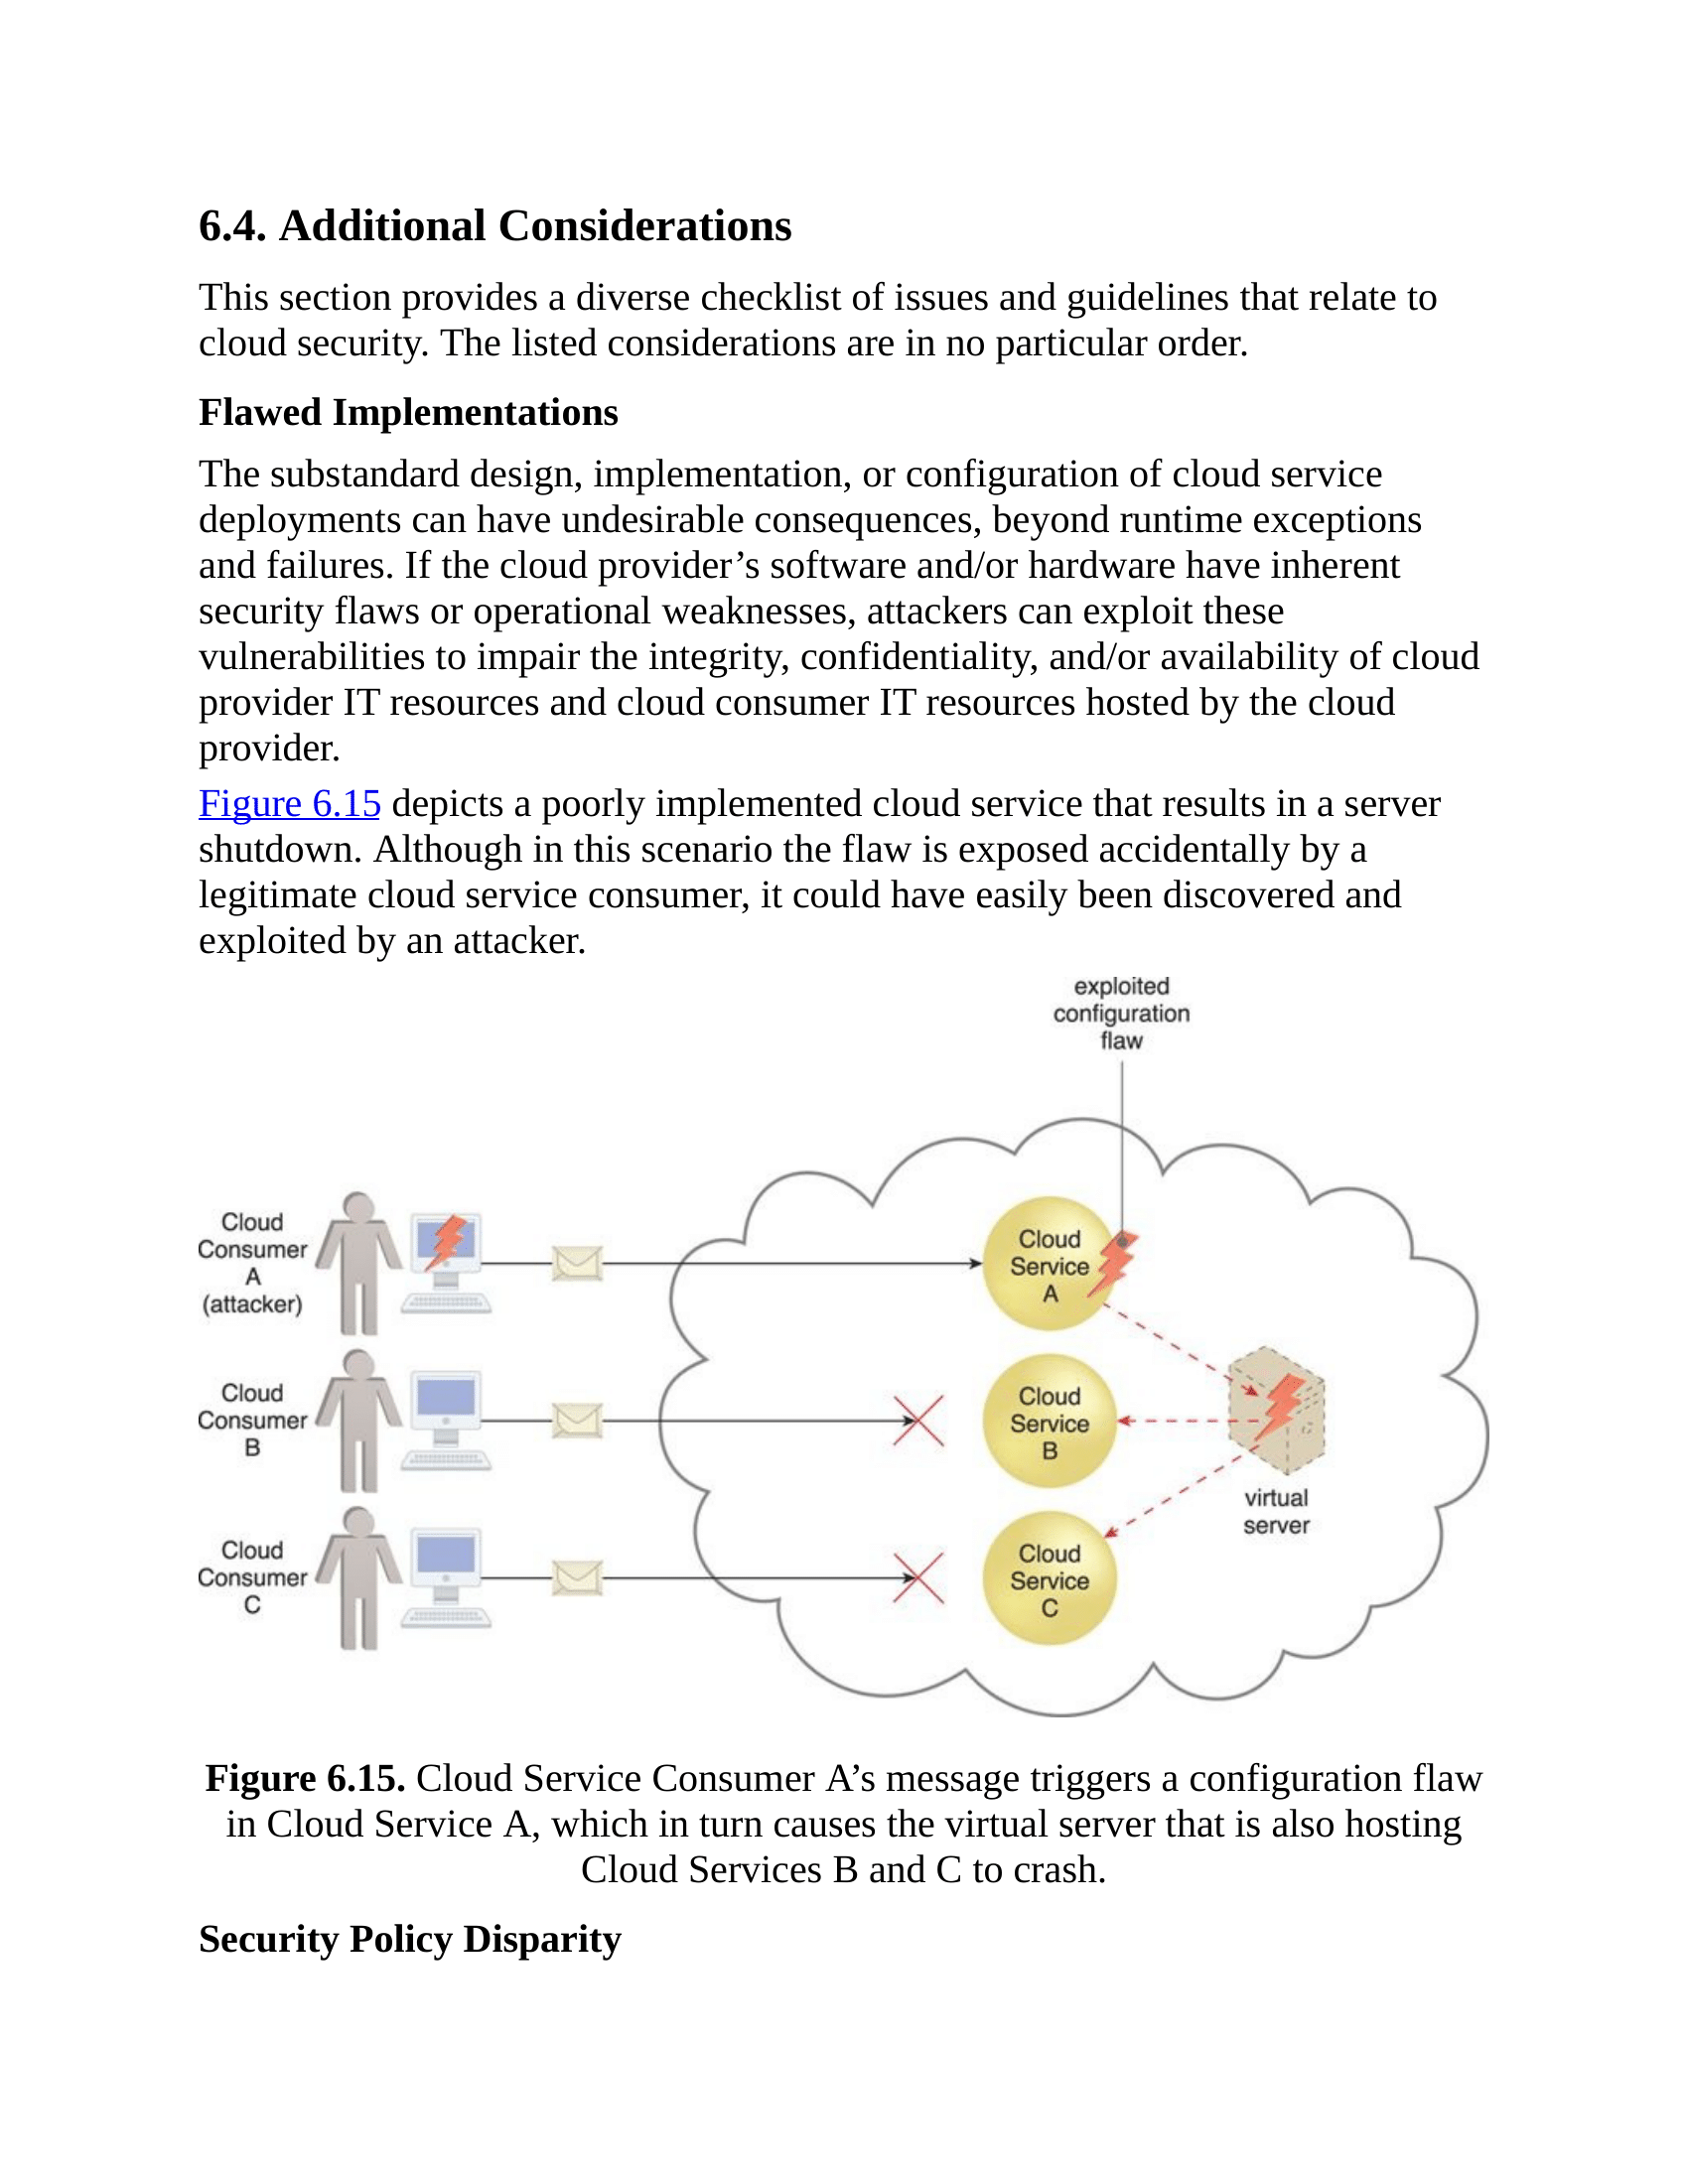 6.4. Additional Considerations
This section provides a diverse checklist of issues and guidelines that relate to
cloud security. The listed considerations are in no particular order.
Flawed Implementations
The substandard design, implementation, or configuration of cloud service
deployments can have undesirable consequences, beyond runtime exceptions
and failures. If the cloud provider’s software and/or hardware have inherent
security flaws or operational weaknesses, attackers can exploit these
vulnerabilities to impair the integrity, confidentiality, and/or availability of cloud
provider IT resources and cloud consumer IT resources hosted by the cloud
provider.
Figure 6.15 depicts a poorly implemented cloud service that results in a server
shutdown. Although in this scenario the flaw is exposed accidentally by a
legitimate cloud service consumer, it could have easily been discovered and
exploited by an attacker.
exploited
configuration
flaw
Cloud
Consumer
A
(attacker)
Cloud
Service
A
Cloud
Consumer
B
Cloud
Service
B
virtual
server
Cloud
Consumer
C
Cloud
Service
C
Figure 6.15. Cloud Service Consumer A’s message triggers a configuration flaw
in Cloud Service A, which in turn causes the virtual server that is also hosting
Cloud Services B and C to crash.
Security Policy Disparity